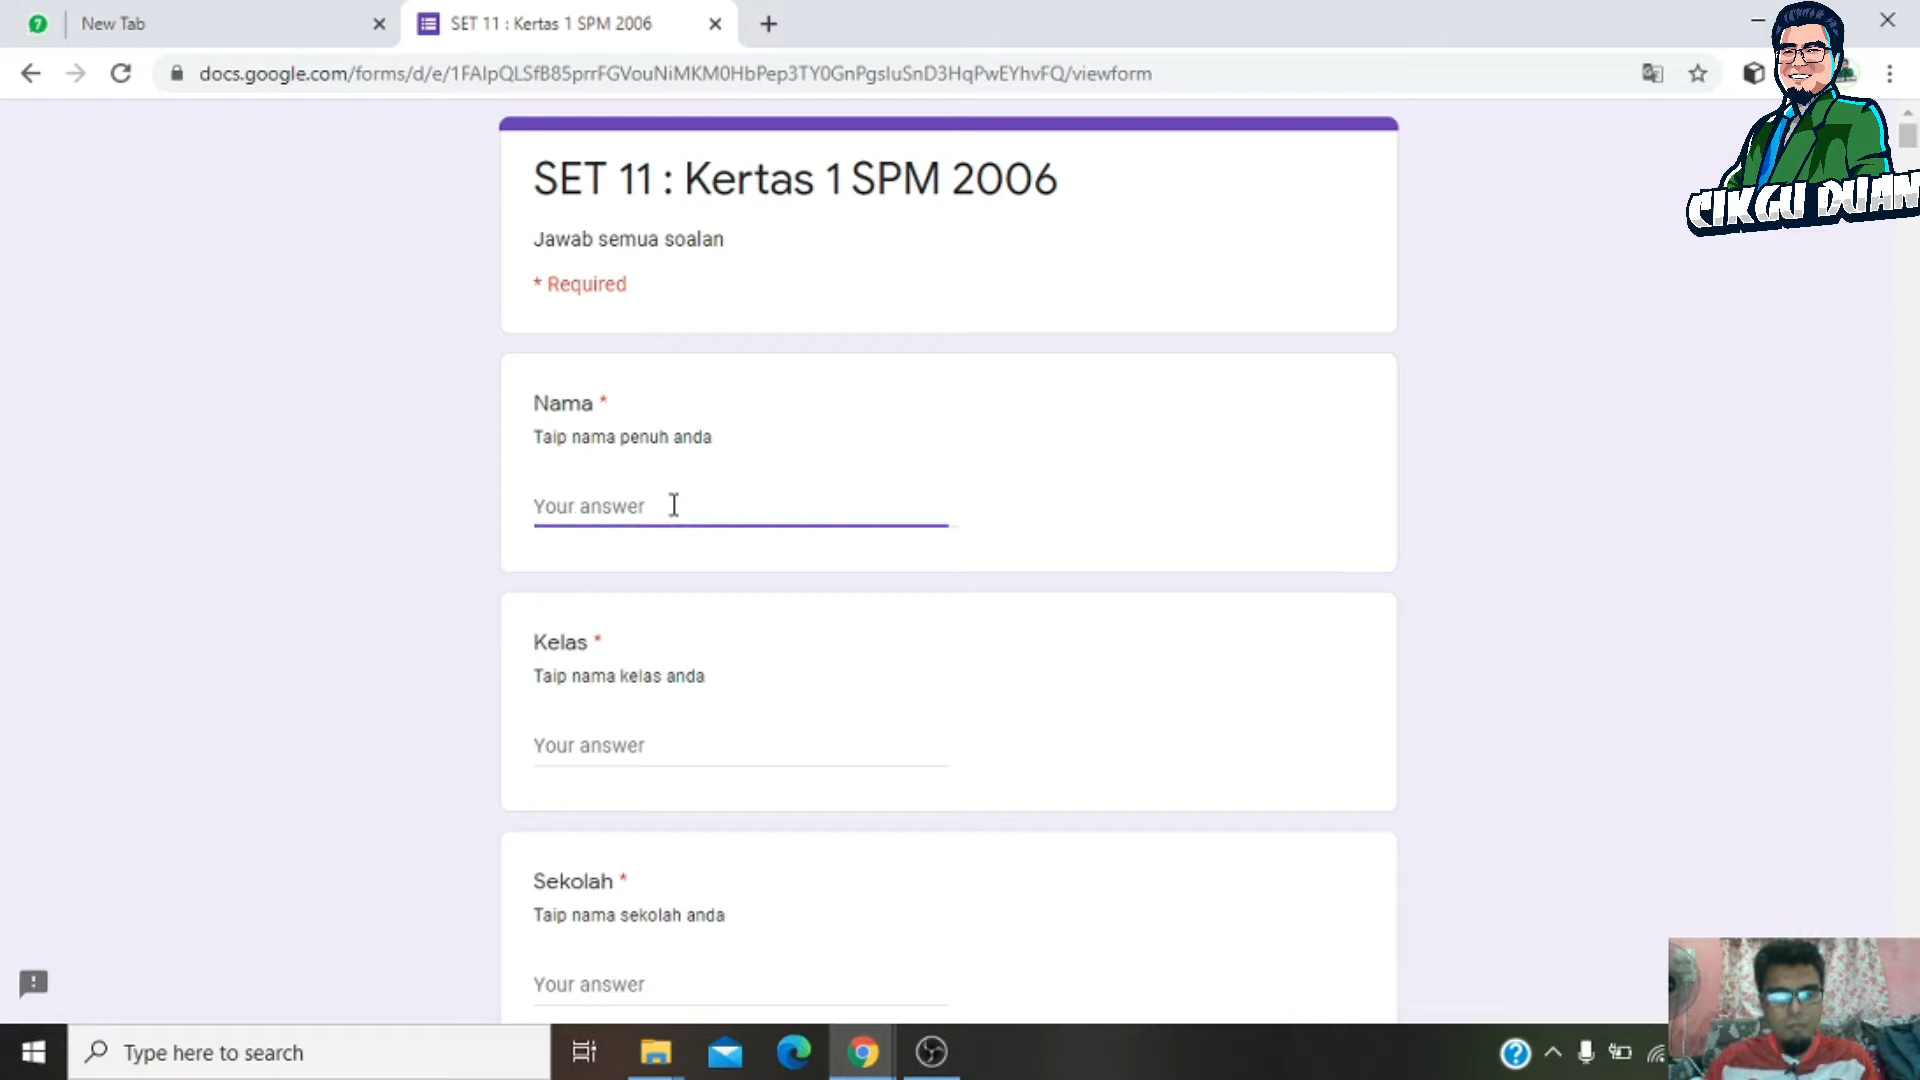 7
New Tab
SET 11 : Kertas 1 SPM 2006
docs.google.com/forms/d/e/1FAIpQLSfB85prrFGVouNiMKM0HbPep3TY0GnPgsIuSnD3HqPwEYhvFQ/viewform
CIKGU DUAN
SET 11 : Kertas 1 SPM 2006
Jawab semua soalan
* Required
Nama *
Taip nama penuh anda
Your answer
Kelas *
Taip nama kelas anda
Your answer
Sekolah *
Taip nama sekolah anda
Your answer
Type here to search